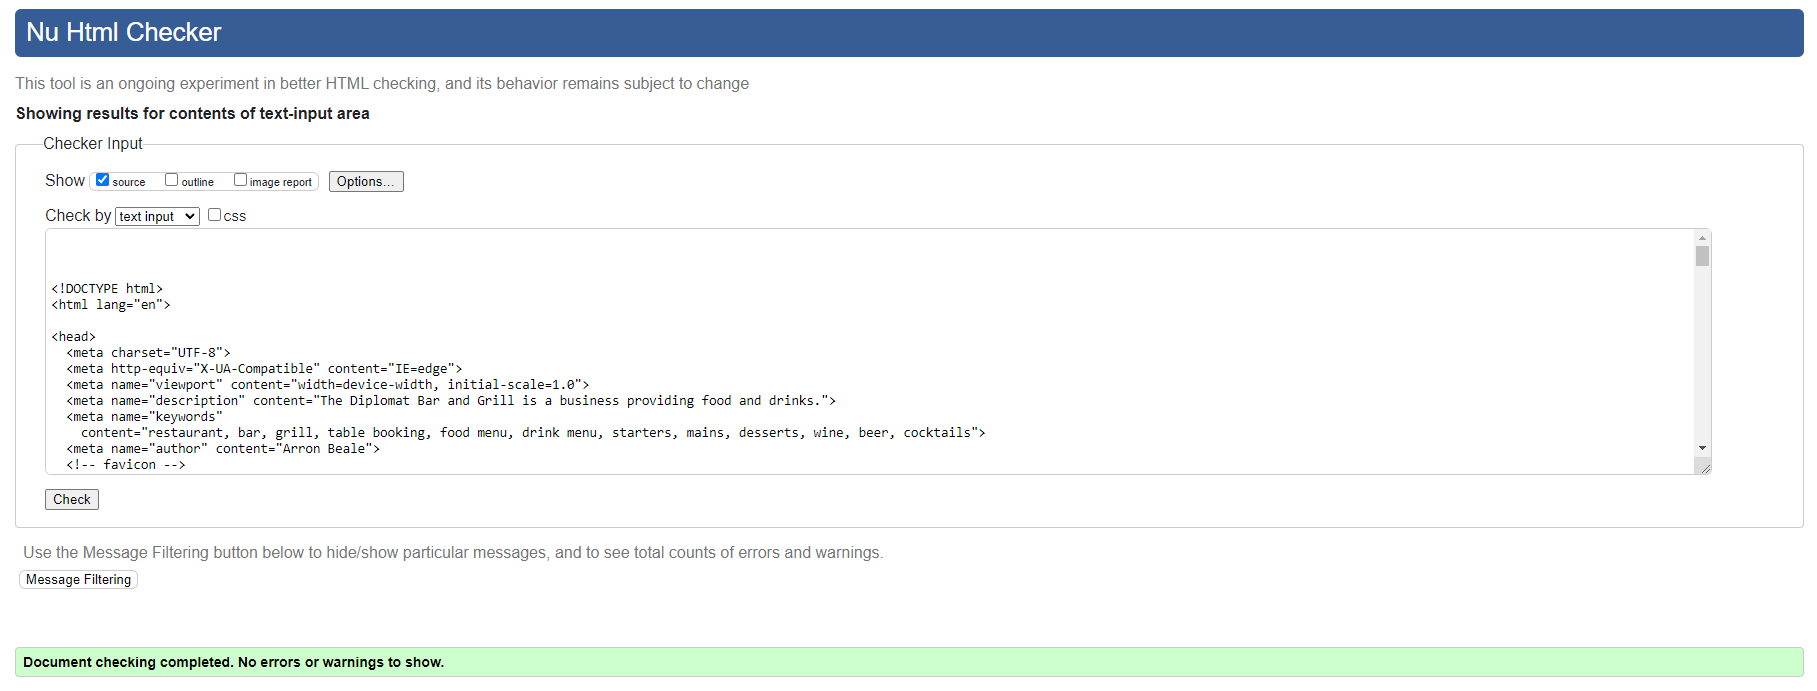 Nu Html Checker
This tool is an ongoing experiment in better HTML checking, and its behavior remains subject to change
Showing results for contents of text-input area
Checker Input
Show source outline image report Options...
Check by text input css
<!DOCTYPE html>
<html lang="en">
<head>
<meta charset="UTF-8">
<meta http-equiv="X-UA-Compatible" content="IE=edge">
<meta name="viewport" content="width=device-width, initial-scale=1.0">
<meta name="description" content="The Diplomat Bar and Grill is a business providing food and drinks.">
<meta name="keywords"
content="restaurant, bar, grill, table booking, food menu, drink menu, starters, mains, desserts, wine, beer, cocktails">
<meta name="author" content="Arron Beale">
<!-- favicon -->
Check
Use the Message Filtering button below to hide/show particular messages, and to see total counts of errors and warnings.
Message Filtering
Document checking completed. No errors or warnings to show.